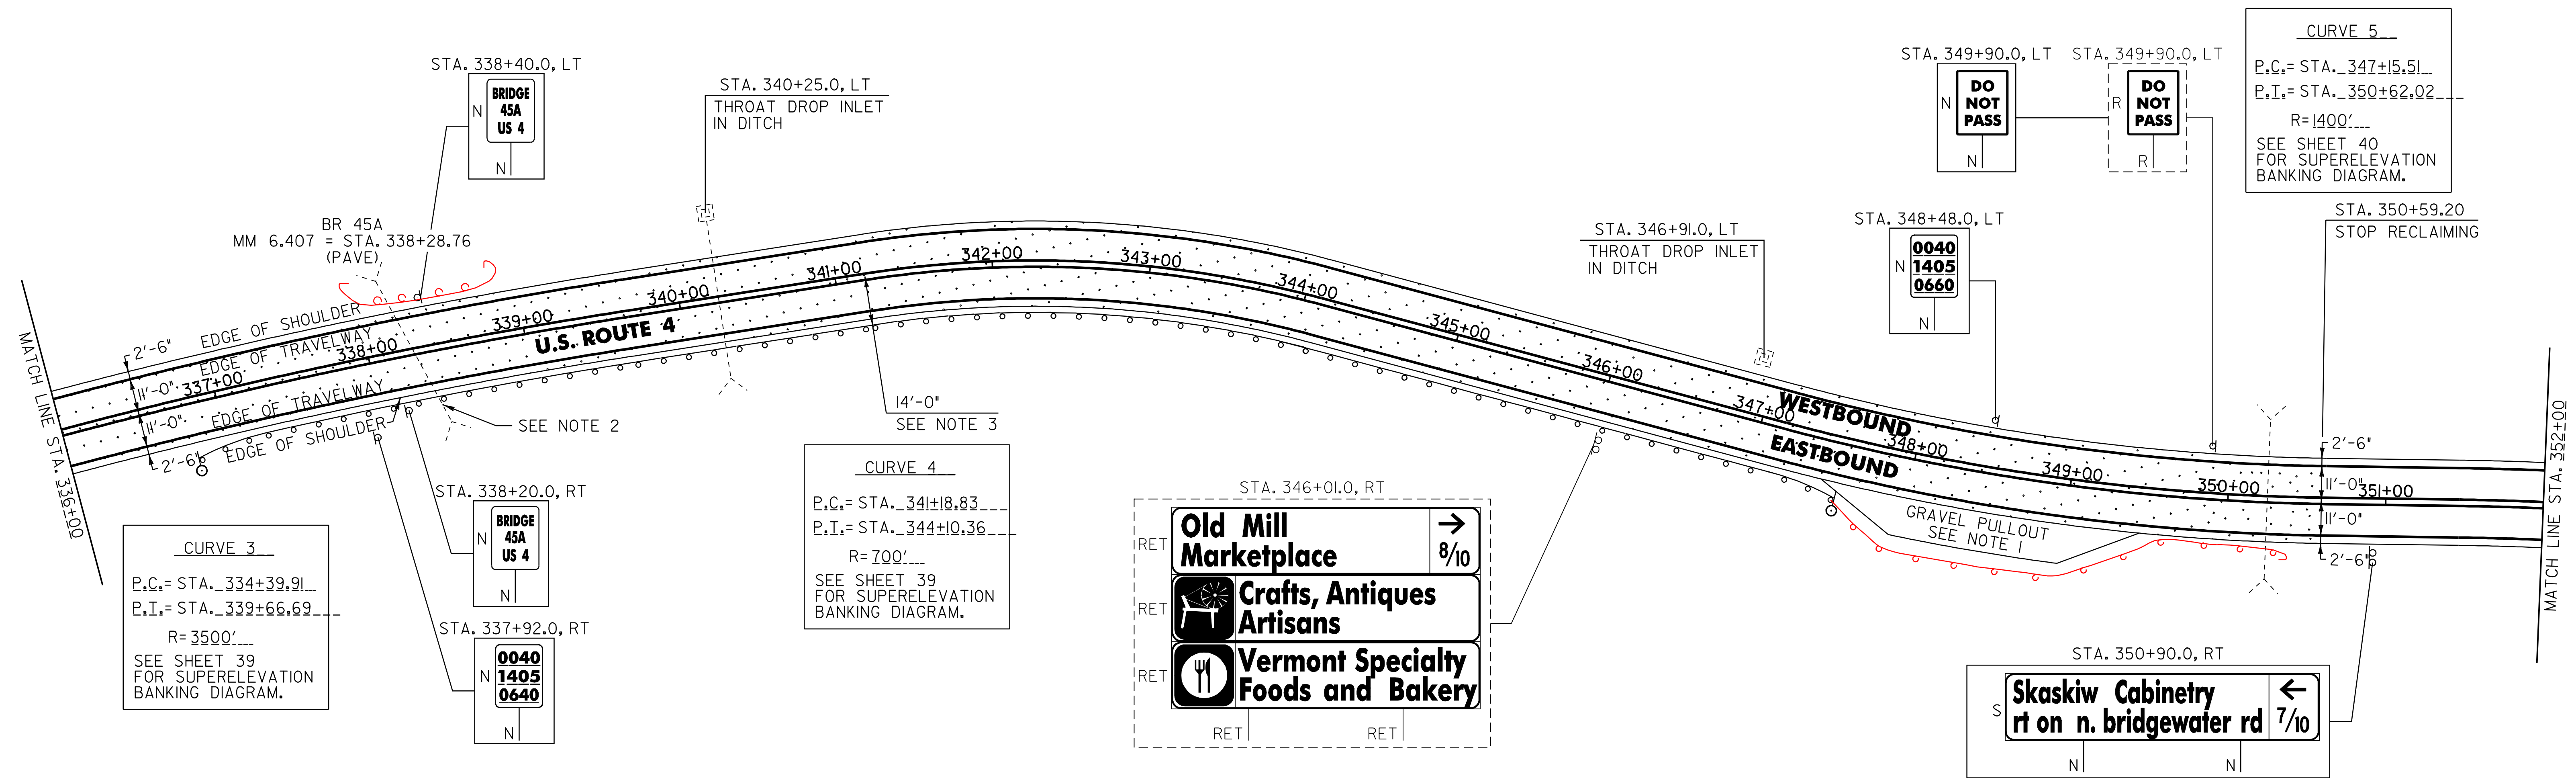 STA. 338+40.0, LT
BRIDGE
45A
US 4
N
N
STA. 340+25.0, LT
THROAT DROP INLET
IN DITCH
BR 45A
MM 6.407 = STA. 338+28.76
(PAVE)
STA. 349+90.0, LT
DO
NOT
PASS
N
N
STA. 349+90.0, LT
DO
NOT
PASS
R
R
CURVE 5
P.C.= STA. 347+15.51
P.T.= STA. 350+62.02
R= 1400'
SEE SHEET 40
FOR SUPERELEVATION
BANKING DIAGRAM.
STA. 346+91.0, LT
THROAT DROP INLET
IN DITCH
STA. 348+48.0, LT
0040
1405
0660
N
N
STA. 350+59.20
STOP RECLAIMING
MATCH LINE STA. 336+00
2'-6"
11'-0"
11'-0"
2'-6"
EDGE OF SHOULDER
EDGE OF TRAVELWAY
EDGE OF TRAVELWAY
EDGE OF SHOULDER
337+00
338+00
339+00
340+00
341+00
342+00
343+00
344+00
345+00
346+00
347+00
348+00
349+00
350+00
351+00
U.S. ROUTE 4
WESTBOUND
EASTBOUND
SEE NOTE 2
14'-0"
SEE NOTE 3
GRAVEL PULLOUT
SEE NOTE 1
2'-6"
11'-0"
11'-0"
2'-6"
MATCH LINE STA. 352+00
CURVE 3
P.C.= STA. 334+39.91
P.T.= STA. 339+66.69
R= 3500'
SEE SHEET 39
FOR SUPERELEVATION
BANKING DIAGRAM.
STA. 338+20.0, RT
BRIDGE
45A
US 4
N
N
STA. 337+92.0, RT
0040
1405
0640
N
N
CURVE 4
P.C.= STA. 341+18.83
P.T.= STA. 344+10.36
R= 700'
SEE SHEET 39
FOR SUPERELEVATION
BANKING DIAGRAM.
STA. 346+01.0, RT
RET
Old Mill
Marketplace
→
8/10
RET
Crafts, Antiques
Artisans
RET
Vermont Specialty
Foods and Bakery
RET
RET
STA. 350+90.0, RT
S
Skaskiw Cabinetry
rt on n. bridgewater rd
←
7/10
N
N